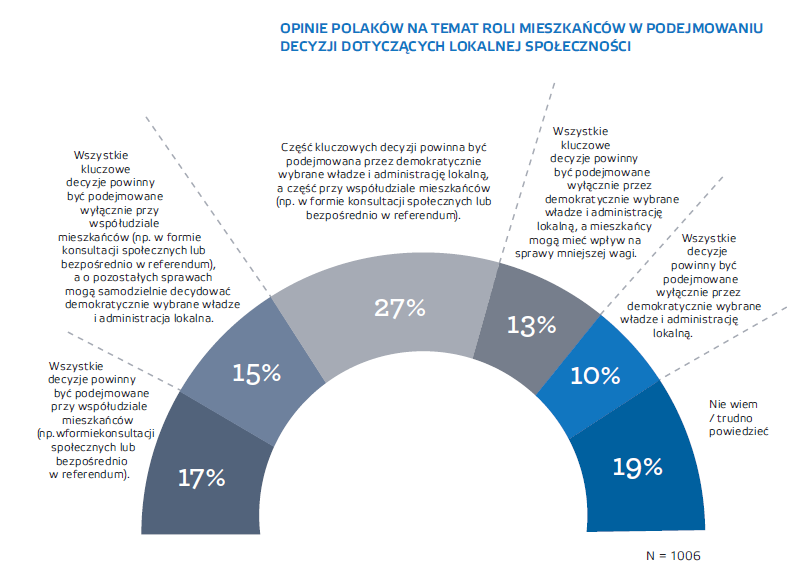 OPINIE POLAKÓW NA TEMAT ROLI MIESZKAŃCÓW W PODEJMOWANIU
DECYZJI DOTYCZĄCYCH LOKALNEJ SPOŁECZNOŚCI
Wszystkie
decyzje powinny
być podejmowane
przy współudziale
mieszkańców
(np.wformiekonsultacji
społecznych lub
bezpośrednio
w referendum).
17%
Wszystkie
kluczowe
decyzje powinny
być podejmowane
wyłącznie przy
współudziale
mieszkańców (np. w formie
konsultacji społecznych lub
bezpośrednio w referendum),
a o pozostałych sprawach
mogą samodzielnie decydować
demokratycznie wybrane władze
i administracja lokalna.
15%
Część kluczowych decyzji powinna być
podejmowana przez demokratycznie
wybrane władze i administrację lokalną,
a część przy współudziale mieszkańców
(np. w formie konsultacji społecznych lub
bezpośrednio w referendum).
27%
Wszystkie
kluczowe
decyzje powinny
być podejmowane
wyłącznie przez
demokratycznie wybrane
władze i administrację
lokalną, a mieszkańcy
mogą mieć wpływ na
sprawy mniejszej wagi.
13%
Wszystkie
decyzje
powinny być
podejmowane
wyłącznie przez
demokratycznie wybrane
władze i administrację
lokalną.
10%
Nie wiem
/ trudno
powiedzieć
19%
N = 1006